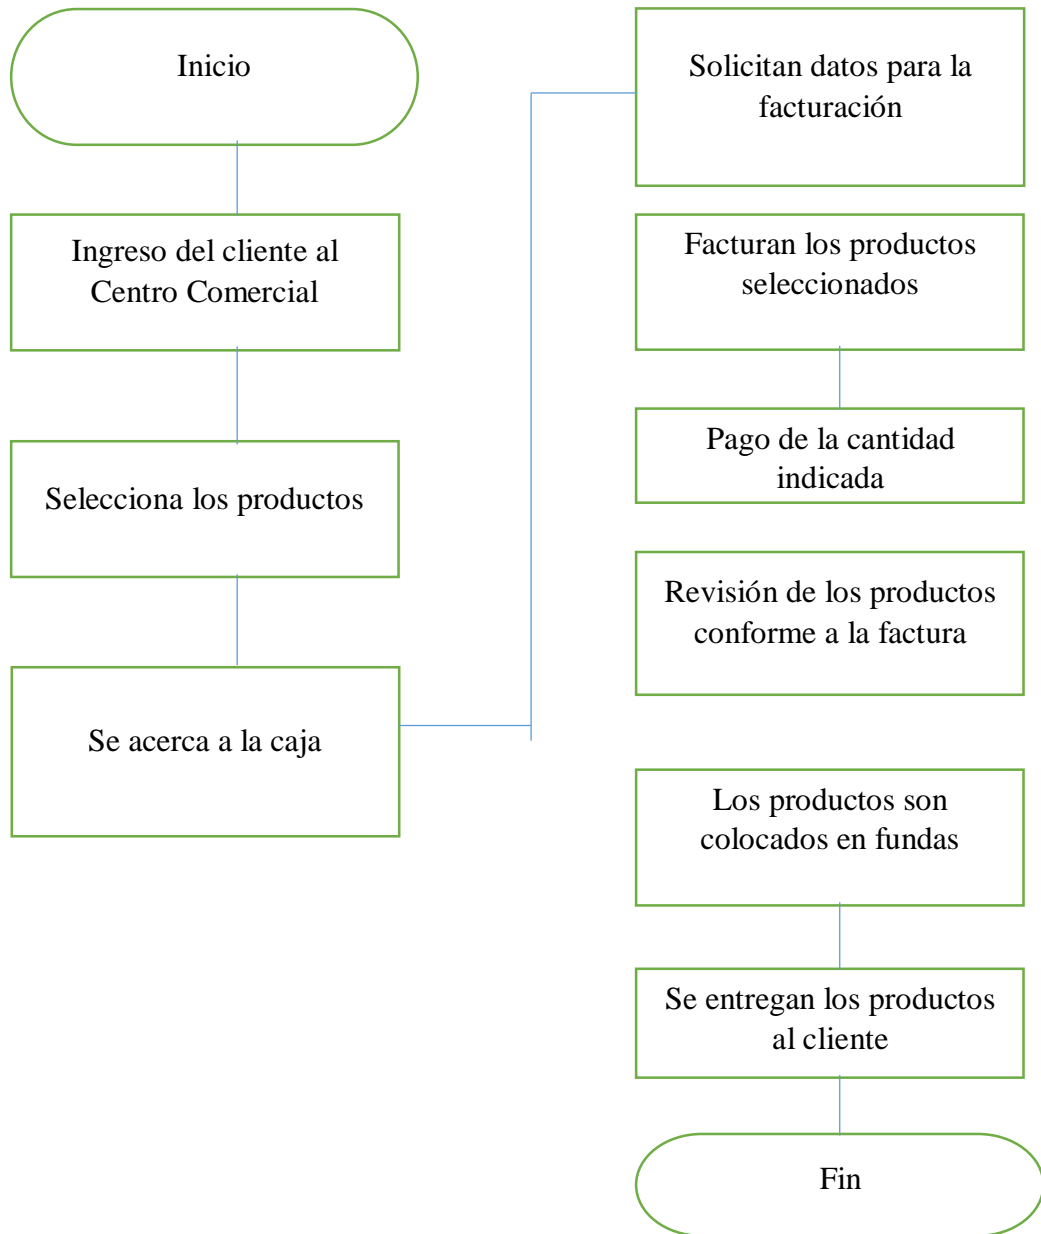 Inicio
Ingreso del cliente al
Centro Comercial
Selecciona los productos
Se acerca a la caja
Solicitan datos para la
facturación
Facturan los productos
seleccionados
Pago de la cantidad
indicada
Revisión de los productos
conforme a la factura
Los productos son
colocados en fundas
Se entregan los productos
al cliente
Fin